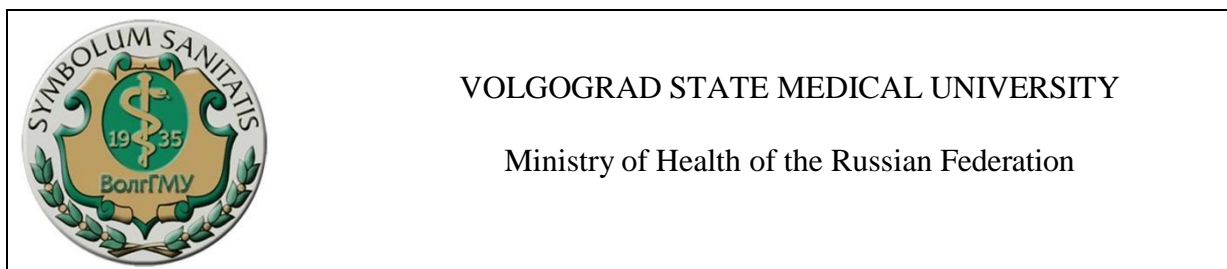 SYMBOLUM SANITATIS
19 35
ВолгГМУ
VOLGOGRAD STATE MEDICAL UNIVERSITY
Ministry of Health of the Russian Federation